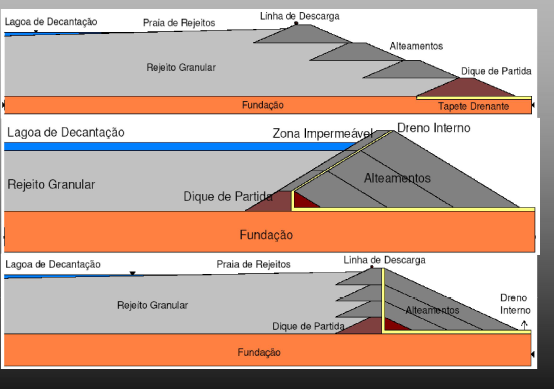 Linha de Descarga
Lagoa de Decantação
Praia de Rejeitos
Alteamentos
Rejeito Granular
Dique de Partida
Fundação
Tapete Drenante
Lagoa de Decantação
Zona Impermeável
Dreno Interno
Rejeito Granular
Alteamentos
Dique de Partida
Fundação
Lagoa de Decantação
Praia de Rejeitos
Linha de Descarga
Rejeito Granular
Alteamentos
Dreno
Interno
Dique de Partida
Fundação